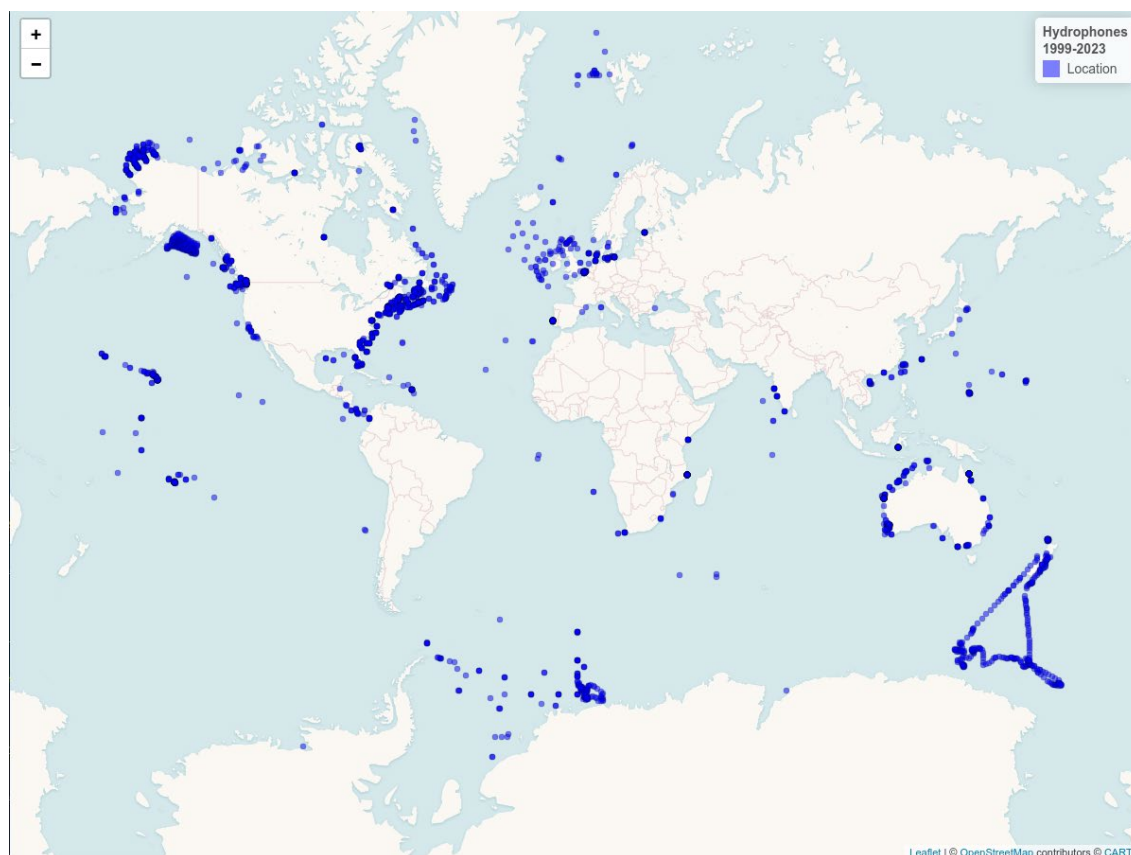 +
−
Hydrophones
1999-2023
Location
Leaflet | © OpenStreetMap contributors © CART